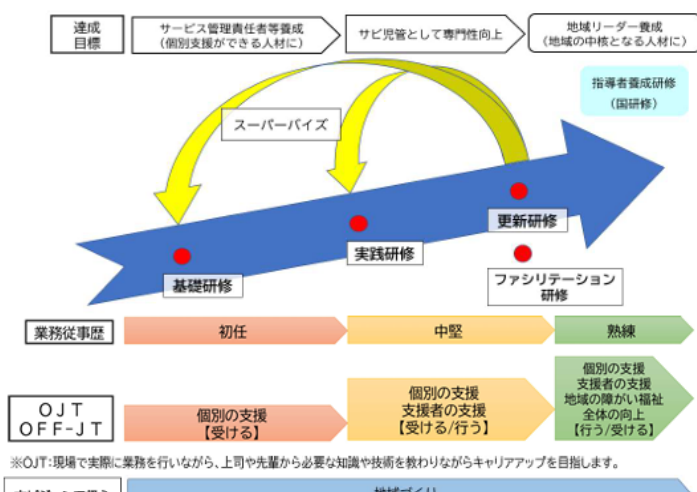 達成
目標
サービス管理責任者等養成
(個別支援ができる人材に)
サビ児管として専門性向上
地域リーダー養成
(地域の中核となる人材に)
指導者養成研修
(国研修)
スーパーバイズ
更新研修
実践研修
基礎研修
ファシリテーション
研修
業務従事歴
初任
中堅
熟練
OJT
OFF-JT
個別の支援
【受ける】
個別の支援
支援者の支援
【受ける/行う】
個別の支援
支援者の支援
地域の障がい福祉
全体の向上
【行う/受ける】
※OJT:現場で実際に業務を行いながら、上司や先輩から必要な知識や技術を教わりながらキャリアアップを目指します。
地域づくり